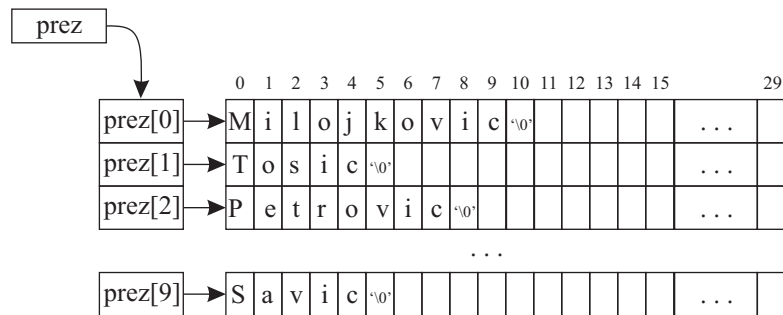 prez
0 1 2 3 4 5 6 7 8 9 10 11 12 13 14 15 29
prez[0] M i l o j k o v i c '\0' . . .
prez[1] T o s i c '\0' . . .
prez[2] P e t r o v i c '\0' . . .
. . .
prez[9] S a v i c '\0' . . .